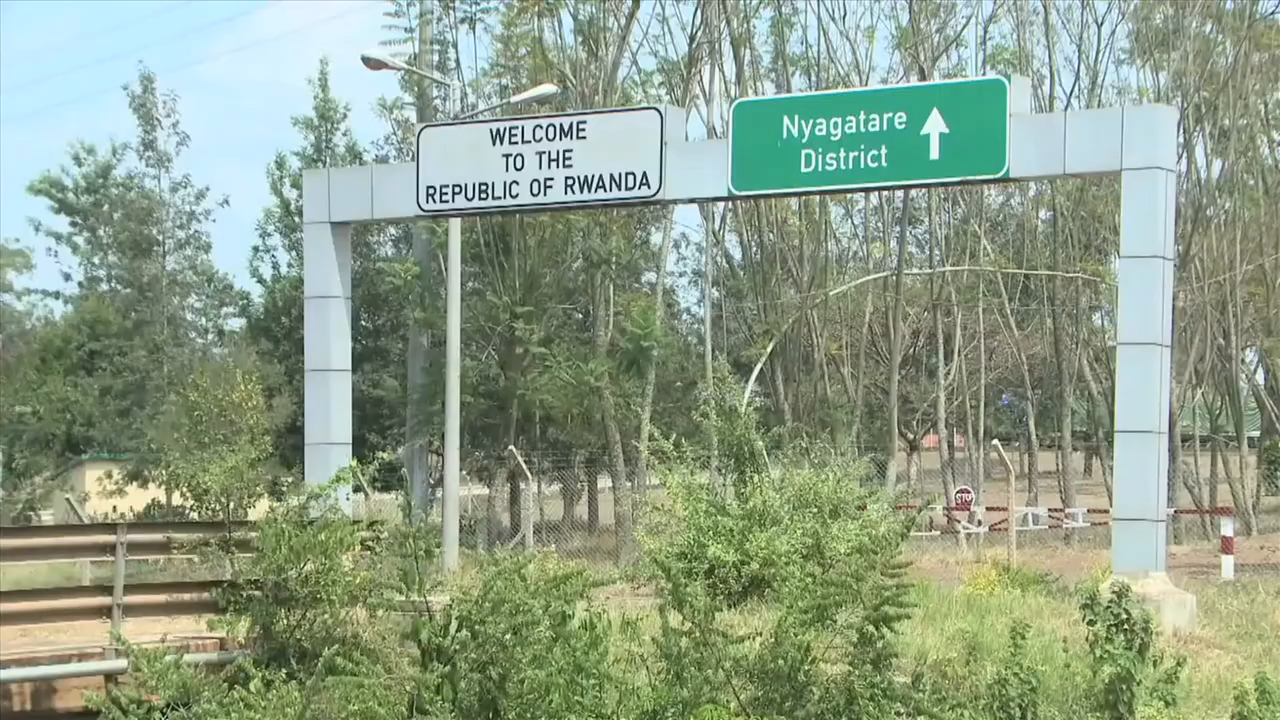 WELCOME
TO THE
REPUBLIC OF RWANDA
Nyagatare
District
STOP